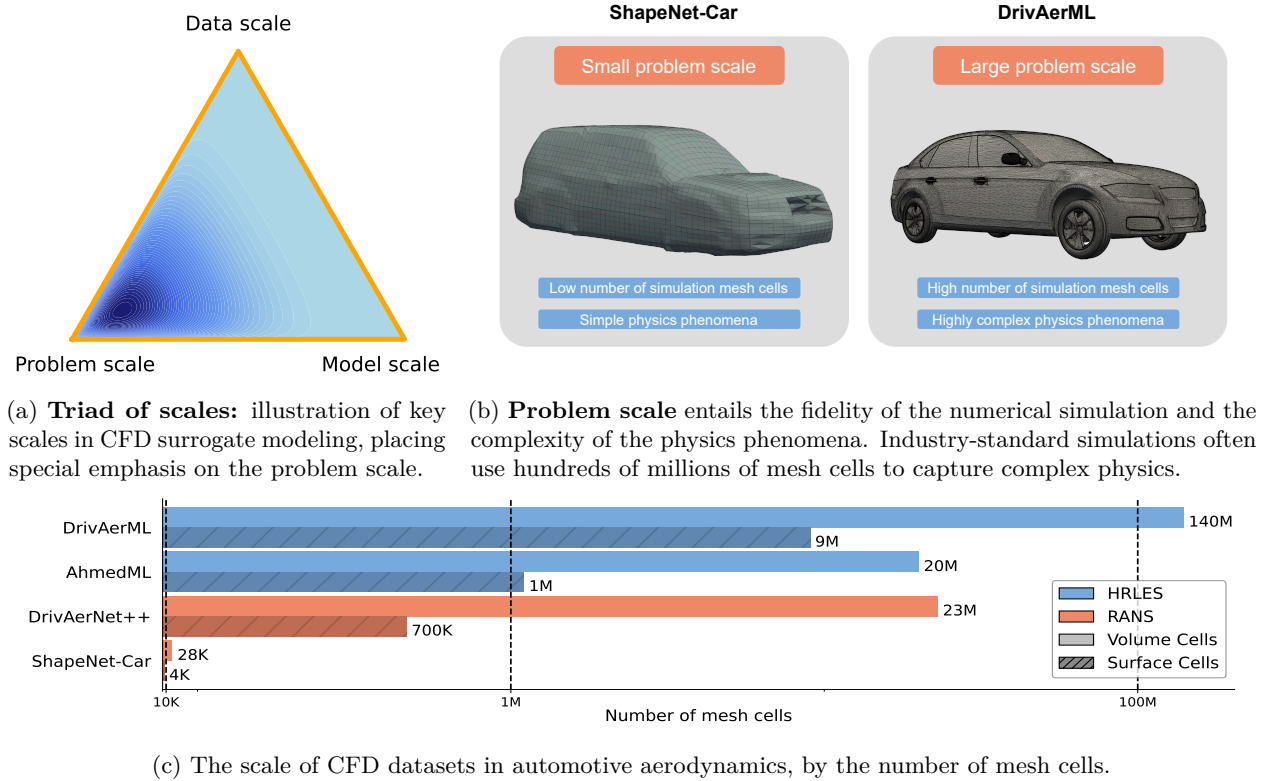 Data scale
Problem scale
Model scale
(a) Triad of scales: illustration of key
scales in CFD surrogate modeling, placing
special emphasis on the problem scale.
ShapeNet-Car
Small problem scale
Low number of simulation mesh cells
Simple physics phenomena
DrivAerML
Large problem scale
High number of simulation mesh cells
Highly complex physics phenomena
(b) Problem scale entails the fidelity of the numerical simulation and the
complexity of the physics phenomena. Industry-standard simulations often
use hundreds of millions of mesh cells to capture complex physics.
DrivAerML
140M
9M
AhmedML
20M
1M
DrivAerNet++
23M
700K
ShapeNet-Car
28K
4K
HRLES
RANS
Volume Cells
Surface Cells
10K
1M
100M
Number of mesh cells
(c) The scale of CFD datasets in automotive aerodynamics, by the number of mesh cells.